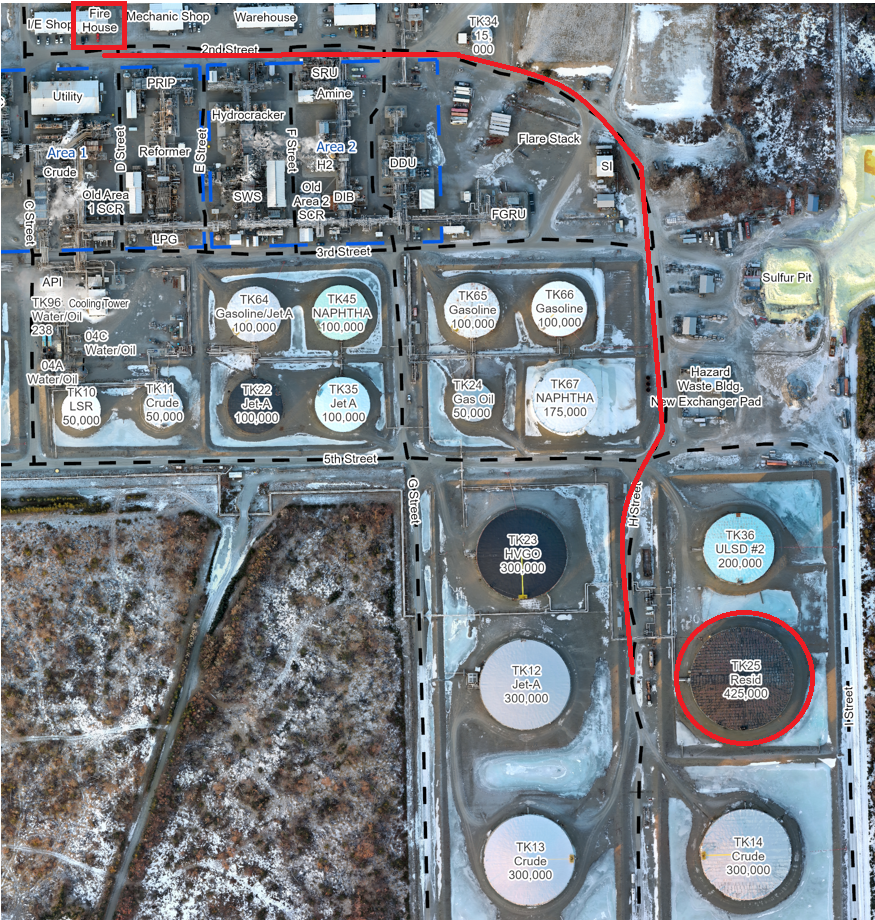 I/E Shop
Fire
House
Mechanic Shop
Warehouse
TK34
15
000
2nd Street
Utility
PRIP
SRU
Amine
Hydrocracker
Flare Stack
Area 1
Crude
D Street
Reformer
E Street
F Street
Area 2
H2
DDU
SI
Old Area
1 SCR
SWS
Old
Area 2
SCR
DIB
FGRU
C Street
LPG
3rd Street
API
TK96
Water/Oil
238
Cooling Tower
04C
Water/Oil
04A
Water/Oil
TK64
Gasoline/Jet A
100,000
TK45
NAPHTHA
100,000
TK65
Gasoline
100,000
TK66
Gasoline
100,000
Sulfur Pit
TK10
LSR
50,000
TK11
Crude
50,000
TK22
Jet-A
100,000
TK35
Jet A
100,000
TK24
Gas Oil
50,000
TK67
NAPHTHA
175,000
Hazard
Waste Bldg.
New Exchanger Pad
5th Street
G Street
H Street
TK23
HVGO
300,000
TK36
ULSD #2
200,000
TK12
Jet-A
300,000
TK25
Resid
425,000
I Street
TK13
Crude
300,000
TK14
Crude
300,000